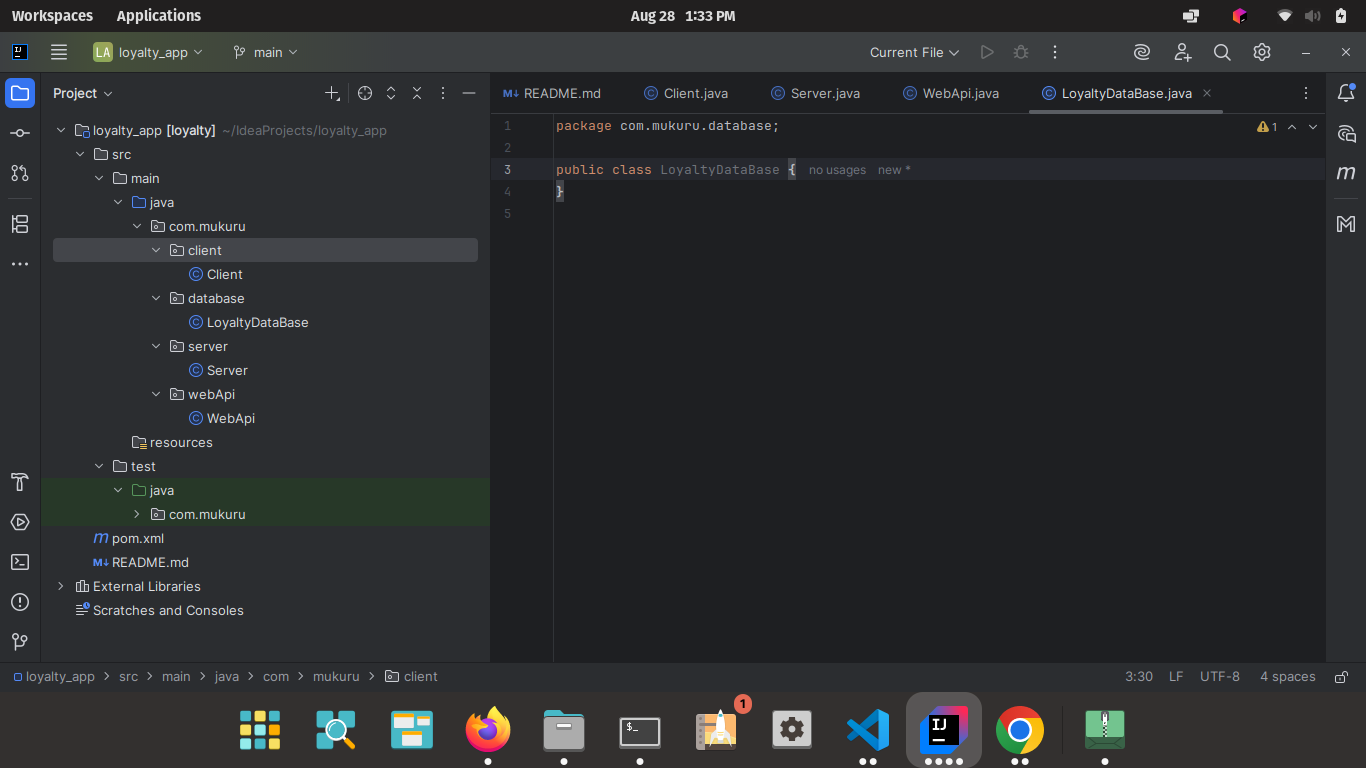 Workspaces Applications Aug 28 1:33 PM
LA loyalty_app main Current File
Project
README.md Client.java Server.java WebApi.java LoyaltyDataBase.java
loyalty_app [loyalty] ~/IdeaProjects/loyalty_app
src
main
java
com.mukuru
client
Client
database
LoyaltyDataBase
server
Server
webApi
WebApi
resources
test
java
com.mukuru
pom.xml
README.md
External Libraries
Scratches and Consoles
1 package com.mukuru.database; 1
2
3 public class LoyaltyDataBase { no usages new *
4 }
5
loyalty_app > src > main > java > com > mukuru > client 3:30 LF UTF-8 4 spaces
$_ 1 IJ